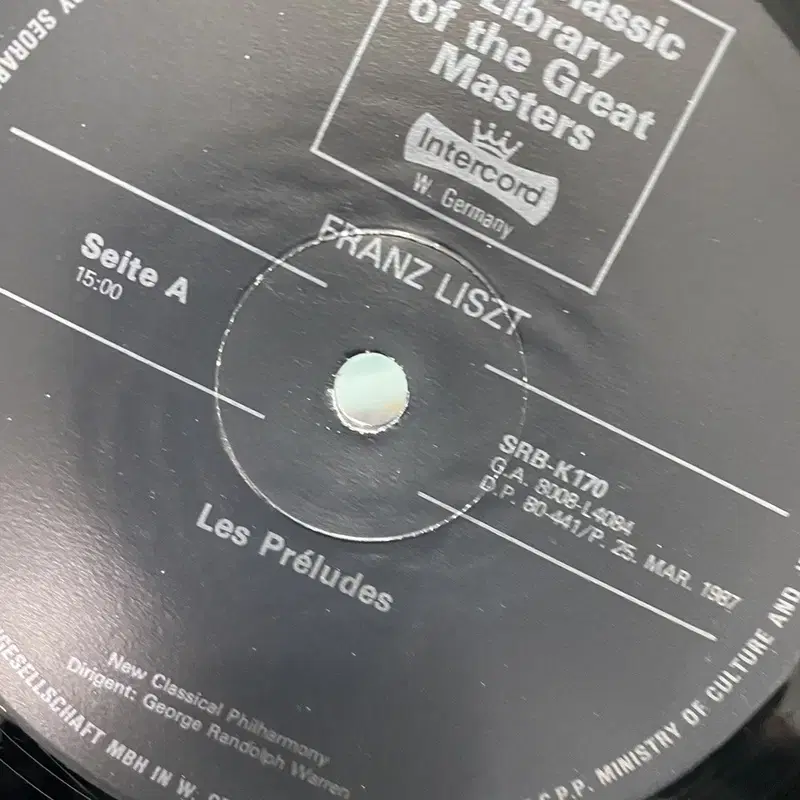 Classic
Library
of the Great
Masters
Intercord
W. Germany
FRANZ LISZT
Seite A
15:00
SRB-K170
G.A. 8008-L4084
D.P. 80-441/P. 25. MAR. 1987
Les Préludes
New Classical Philharmony
Dirigent: George Randolph Warren
GESELLSCHAFT MBH IN W.
MINISTRY OF CULTURE AND